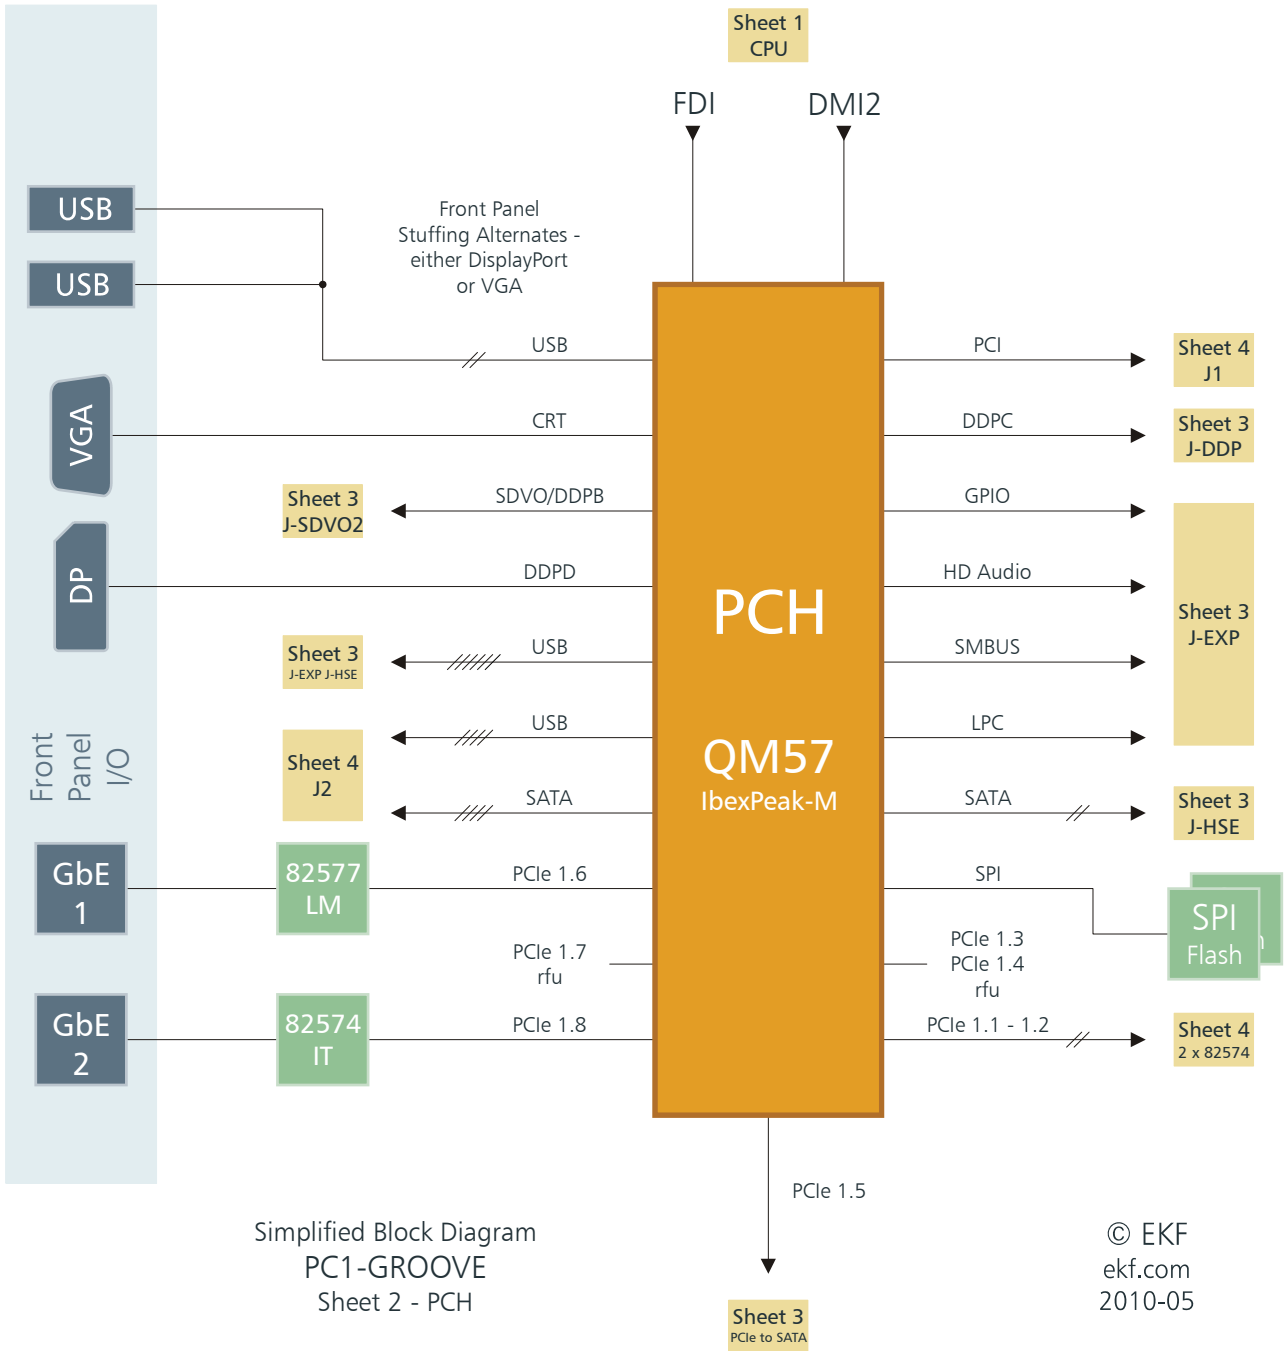 Sheet 1
CPU
FDI
DMI2
USB
USB
Front Panel
Stuffing Alternates -
either DisplayPort
or VGA
USB
PCI
Sheet 4
J1
VGA
CRT
DDPC
Sheet 3
J-DDP
Sheet 3
J-SDVO2
SDVO/DDPB
GPIO
DP
DDPD
HD Audio
PCH
Sheet 3
J-EXP
Sheet 3
J-EXP J-HSE
USB
SMBUS
Front
Panel
I/O
Sheet 4
J2
USB
LPC
QM57
IbexPeak-M
SATA
SATA
Sheet 3
J-HSE
GbE
1
82577
LM
PCIe 1.6
SPI
SPI
Flash
PCIe 1.7
rfu
PCIe 1.3
PCIe 1.4
rfu
GbE
2
82574
IT
PCIe 1.8
PCIe 1.1 - 1.2
Sheet 4
2 x 82574
PCIe 1.5
Simplified Block Diagram
PC1-GROOVE
Sheet 2 - PCH
© EKF
ekf.com
2010-05
Sheet 3
PCIe to SATA